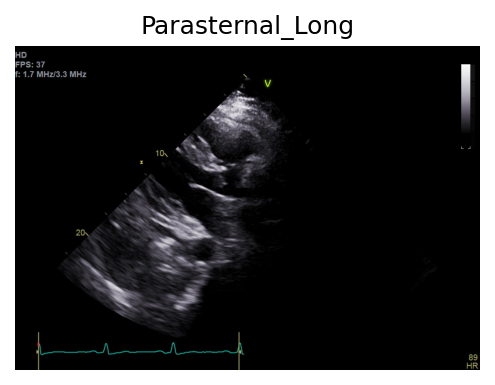 Parasternal_Long
HD
FPS: 37
f: 1.7 MHz/3.3 MHz
V
10
20
89
HR